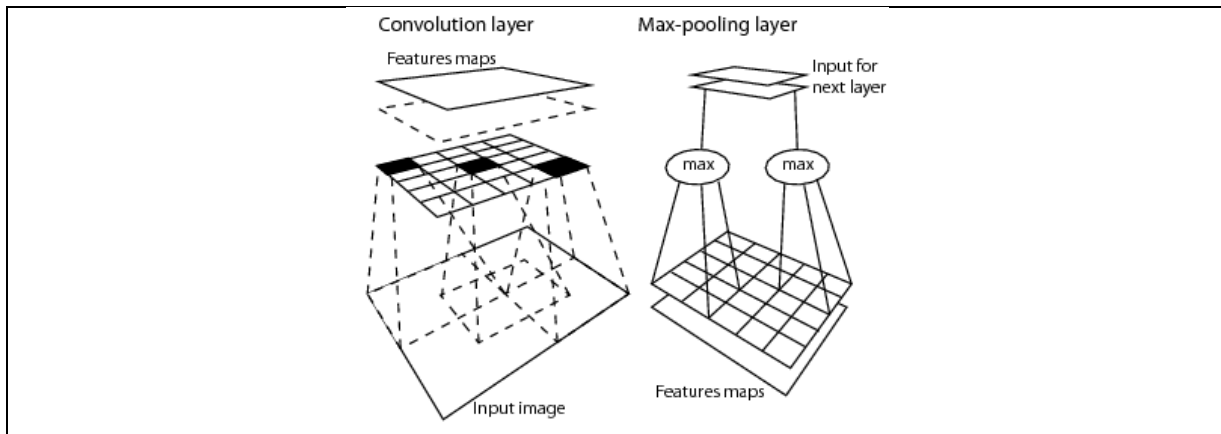 Convolution layer
Features maps
Input image
Max-pooling layer
Input for
next layer
max
max
Features maps